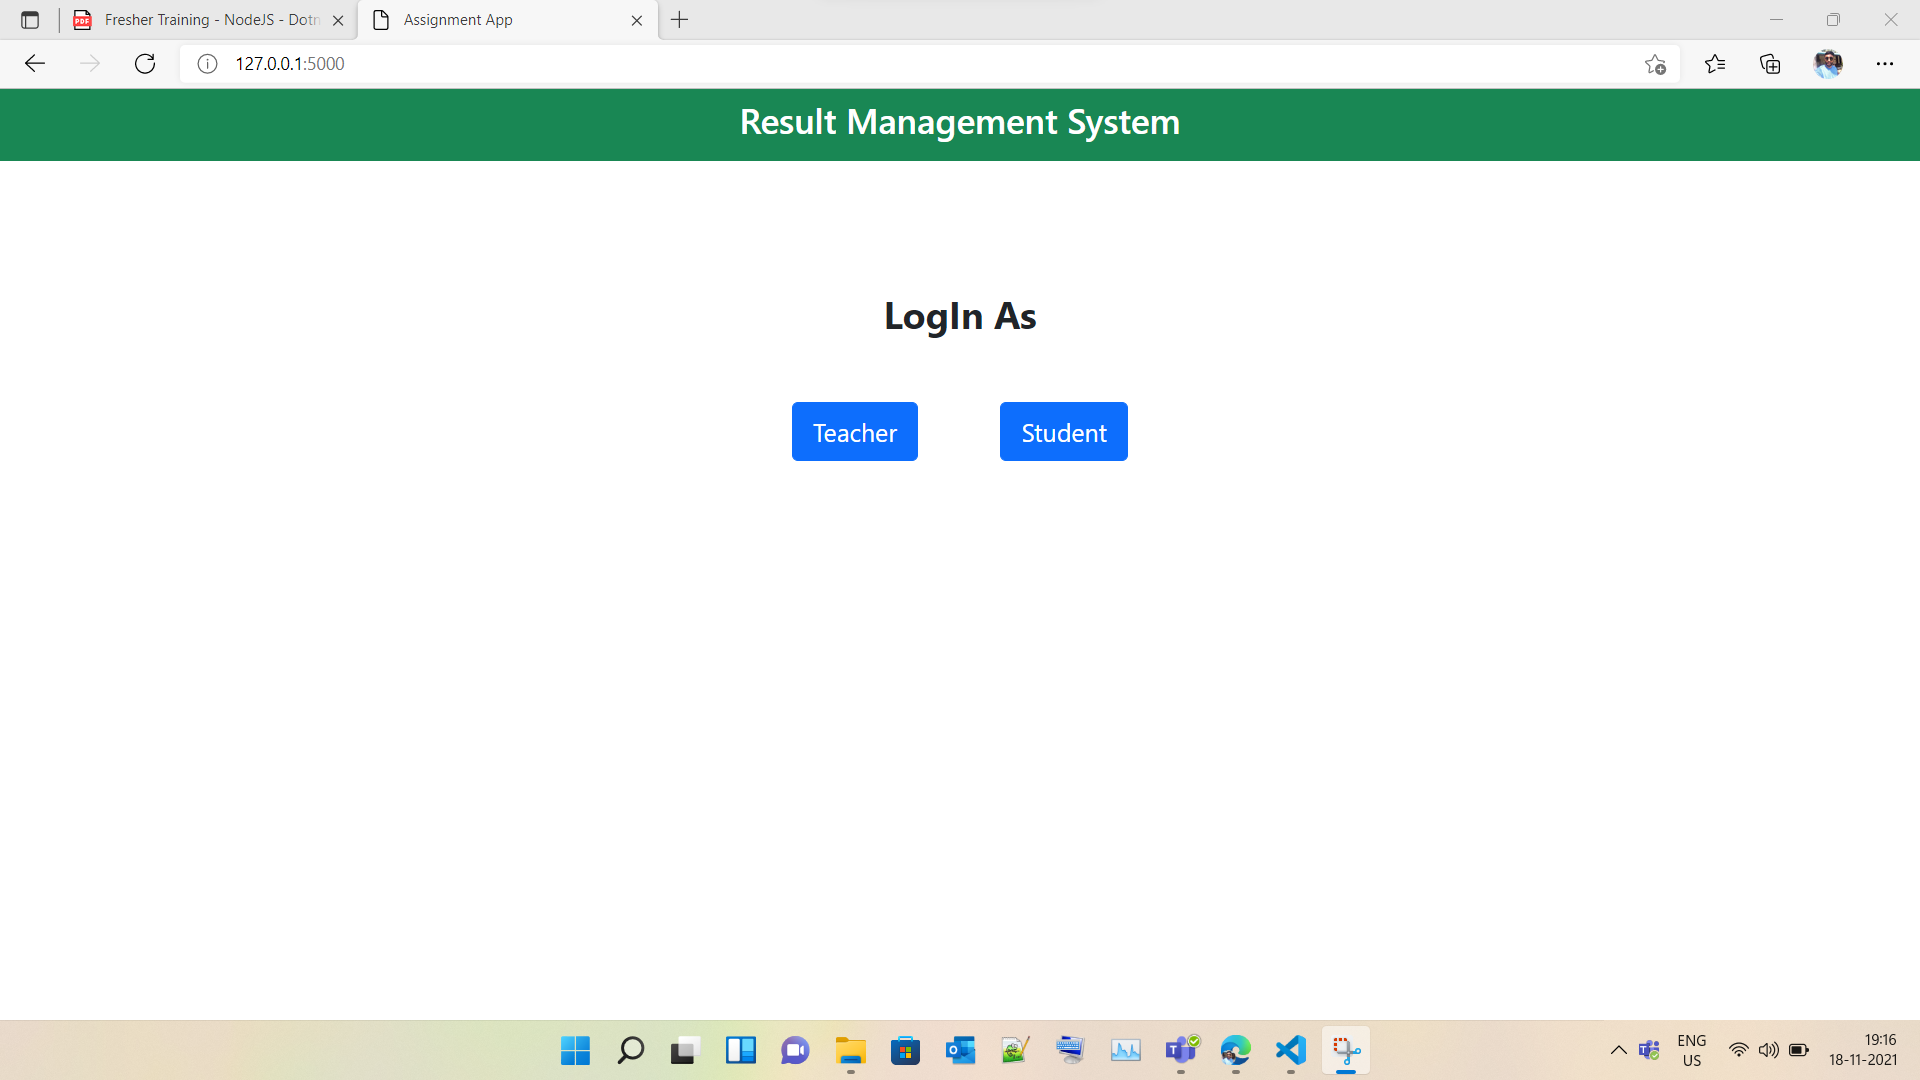 Fresher Training - NodeJS - Dotn
Assignment App
127.0.0.1:5000
Result Management System
LogIn As
Teacher
Student
ENG
US
19:16
18-11-2021